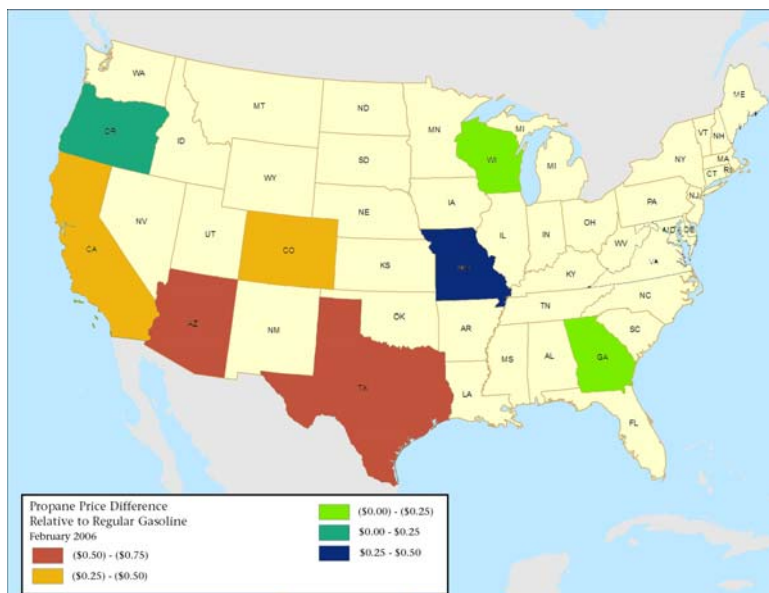 WA
MT
ND
MN
MI
ME
OR
ID
SD
WI
VT
NH
WY
MI
NY
MA
CT
RI
IA
NE
PA
NJ
NV
UT
IL
IN
OH
CA
CO
MD
DE
WV
KS
VA
KY
AZ
NM
OK
TN
NC
AR
SC
TX
MS
AL
GA
LA
FL
Propane Price Difference
Relative to Regular Gasoline
February 2006
($0.50) - ($0.75)
($0.25) - ($0.50)
($0.00) - ($0.25)
$0.00 - $0.25
$0.25 - $0.50